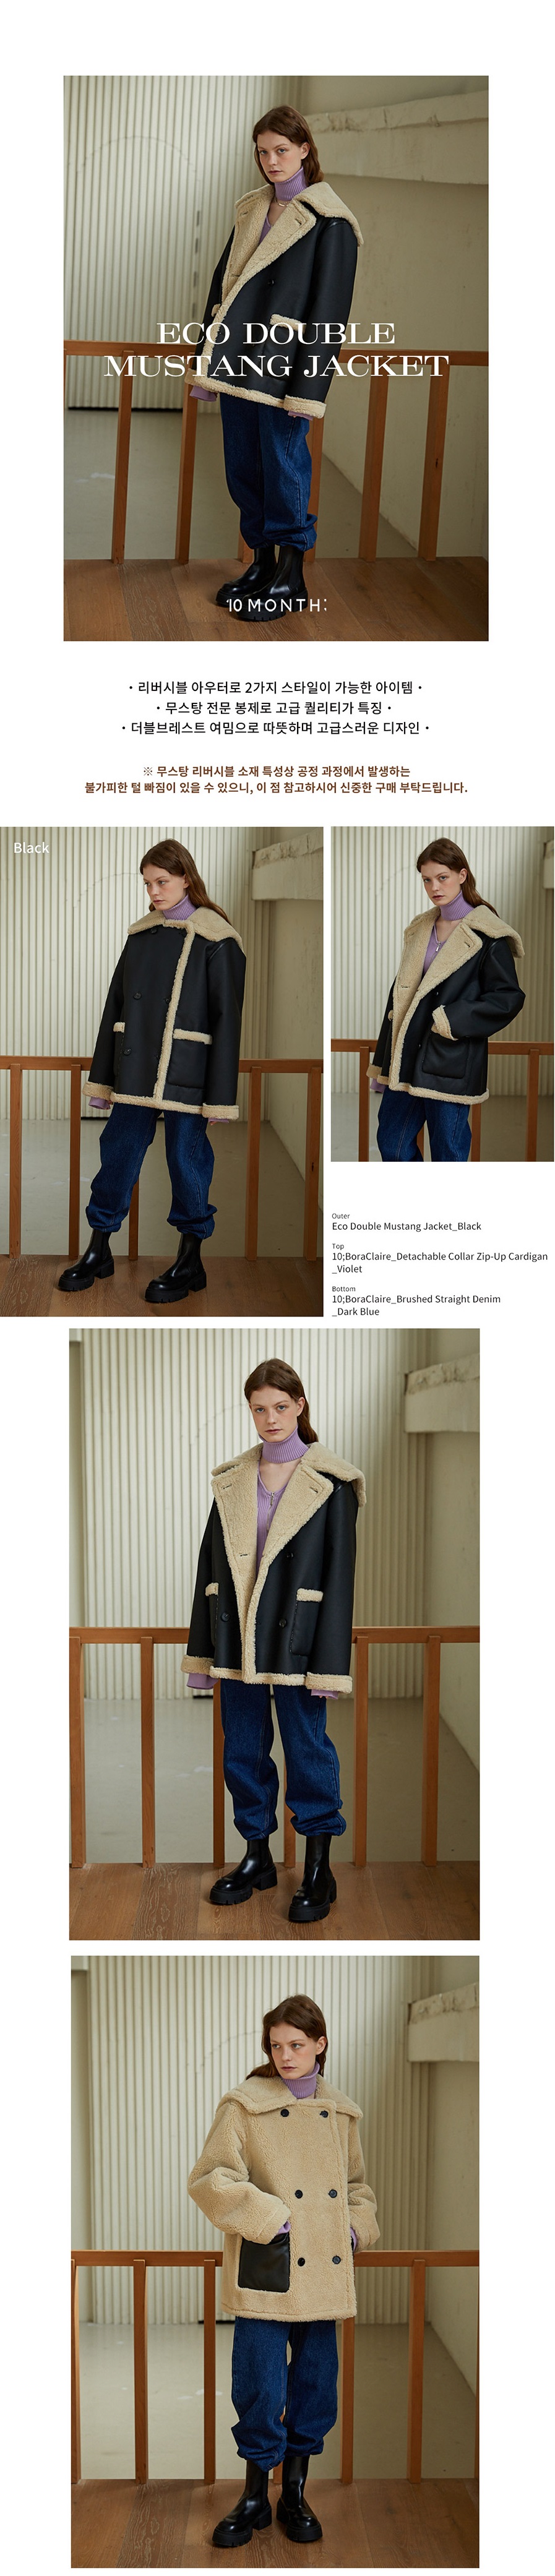 ECO DOUBLE
MUSTANG JACKET
10 MONTH;
• 리버시블 아우터로 2가지 스타일이 가능한 아이템 •
• 무스탕 전문 봉제로 고급 퀄리티가 특징 •
• 더블브레스트 여밈으로 따뜻하며 고급스러운 디자인 •
※ 무스탕 리버시블 소재 특성상 공정 과정에서 발생하는
불가피한 털 빠짐이 있을 수 있으니, 이 점 참고하시어 신중한 구매 부탁드립니다.
Black
Outer
Eco Double Mustang Jacket_Black
Top
10;BoraClaire_Detachable Collar Zip-Up Cardigan
_Violet
Bottom
10;BoraClaire_Brushed Straight Denim
_Dark Blue